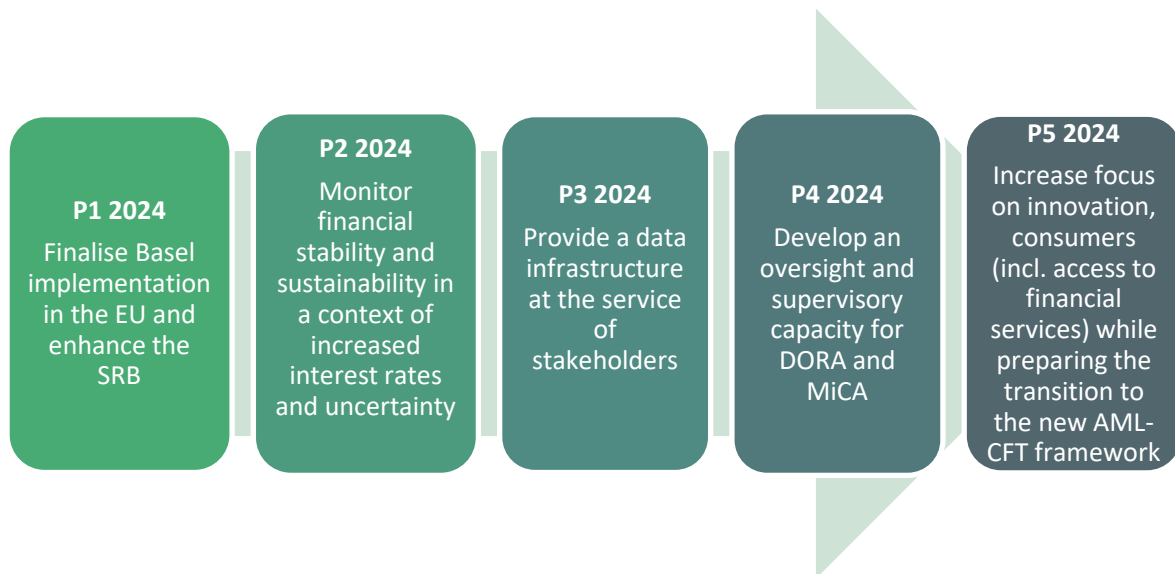 P1 2024
Finalise Basel
implementation
in the EU and
enhance the
SRB
P2 2024
Monitor
financial
stability and
sustainability in
a context of
increased
interest rates
and uncertainty
P3 2024
Provide a data
infrastructure
at the service
of
stakeholders
P4 2024
Develop an
oversight and
supervisory
capacity for
DORA and
MiCA
P5 2024
Increase focus
on innovation,
consumers
(incl. access to
financial
services) while
preparing the
transition to
the new AML-
CFT framework